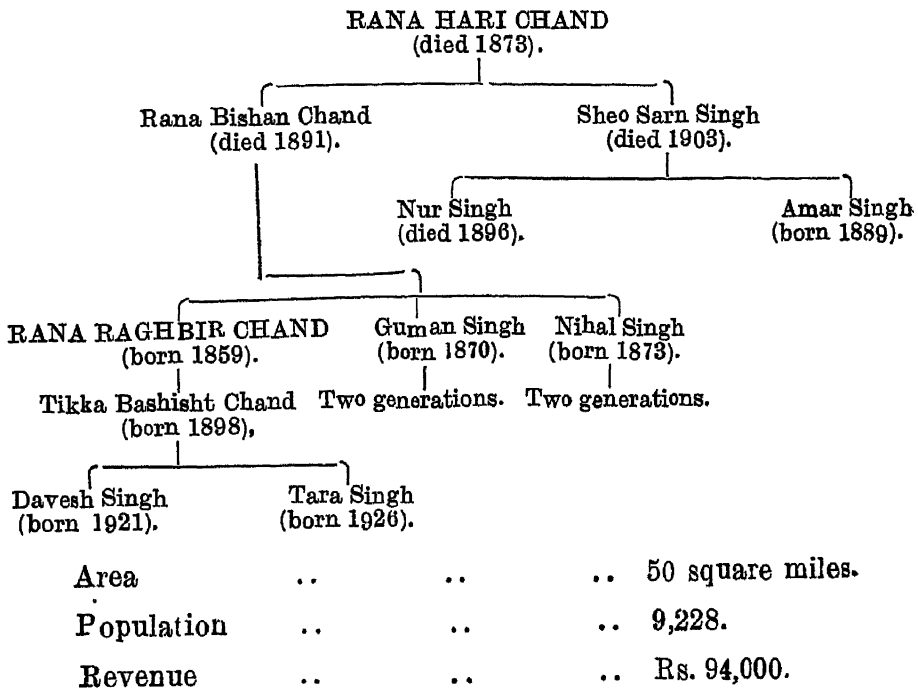 RANA HARI CHAND
(died 1873).
Rana Bishan Chand
(died 1891).
Sheo Sarn Singh
(died 1903).
Nur Singh
(died 1896).
Amar Singh
(born 1889).
RANA RAGHBIR CHAND
(born 1859).
Guman Singh
(born 1870).
Nihal Singh
(born 1873).
Tikka Bashisht Chand
(born 1898),
Two generations.
Two generations.
Davesh Singh
(born 1921).
Tara Singh
(born 1926).
Area .. .. .. 50 square miles.
Population .. .. .. 9,228.
Revenue .. .. .. Rs. 94,000.